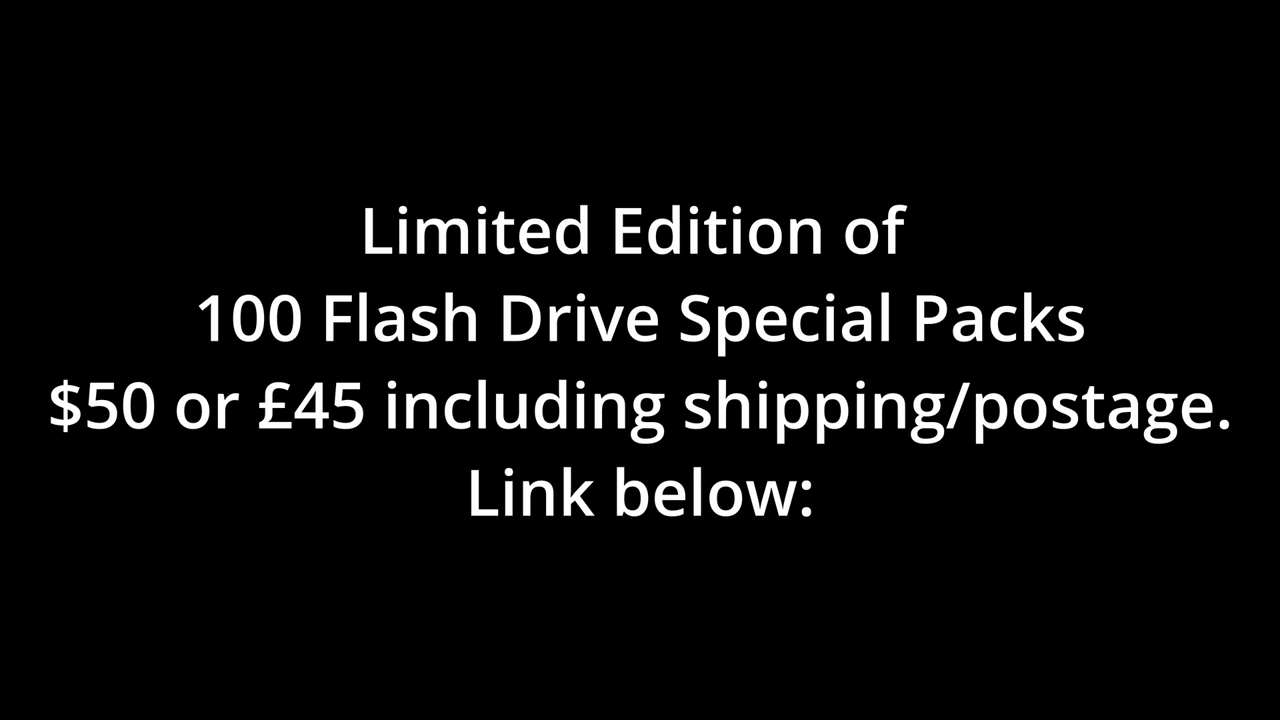 Limited Edition of
100 Flash Drive Special Packs
$50 or £45 including shipping/postage.
Link below: